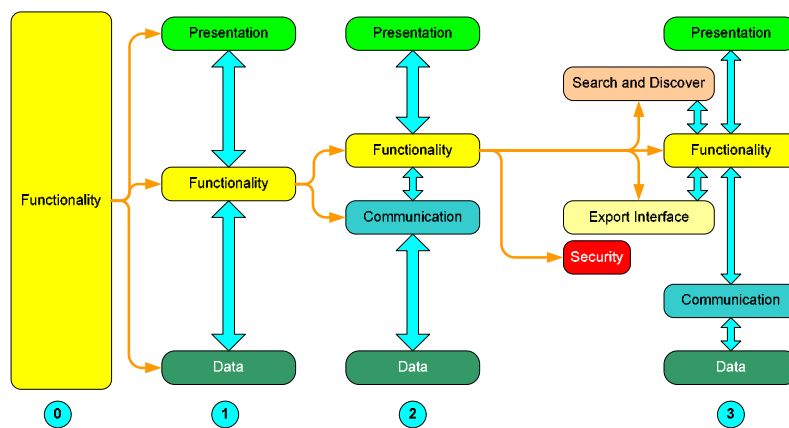 Functionality
0
Presentation
Functionality
Data
1
Presentation
Functionality
Communication
Data
2
Search and Discover
Export Interface
Security
Presentation
Functionality
Communication
Data
3